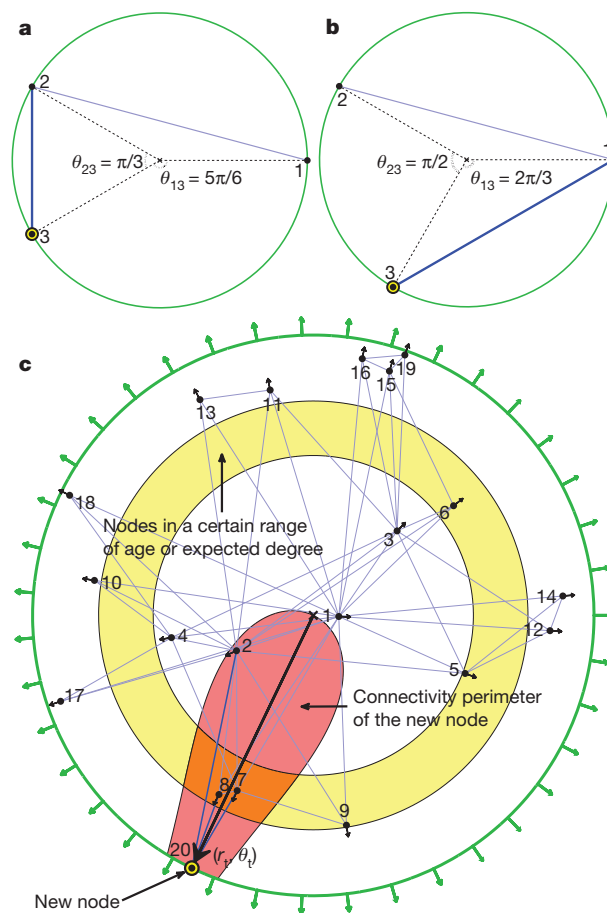 a
b
2
θ23 = π/3
θ13 = 5π/6
1
3
2
θ23 = π/2
θ13 = 2π/3
1
3
c
16
19
15
13
11
Nodes in a certain range
of age or expected degree
18
6
3
10
14
1
12
4
2
5
17
Connectivity perimeter
of the new node
8
7
9
20
(rt, θt)
New node